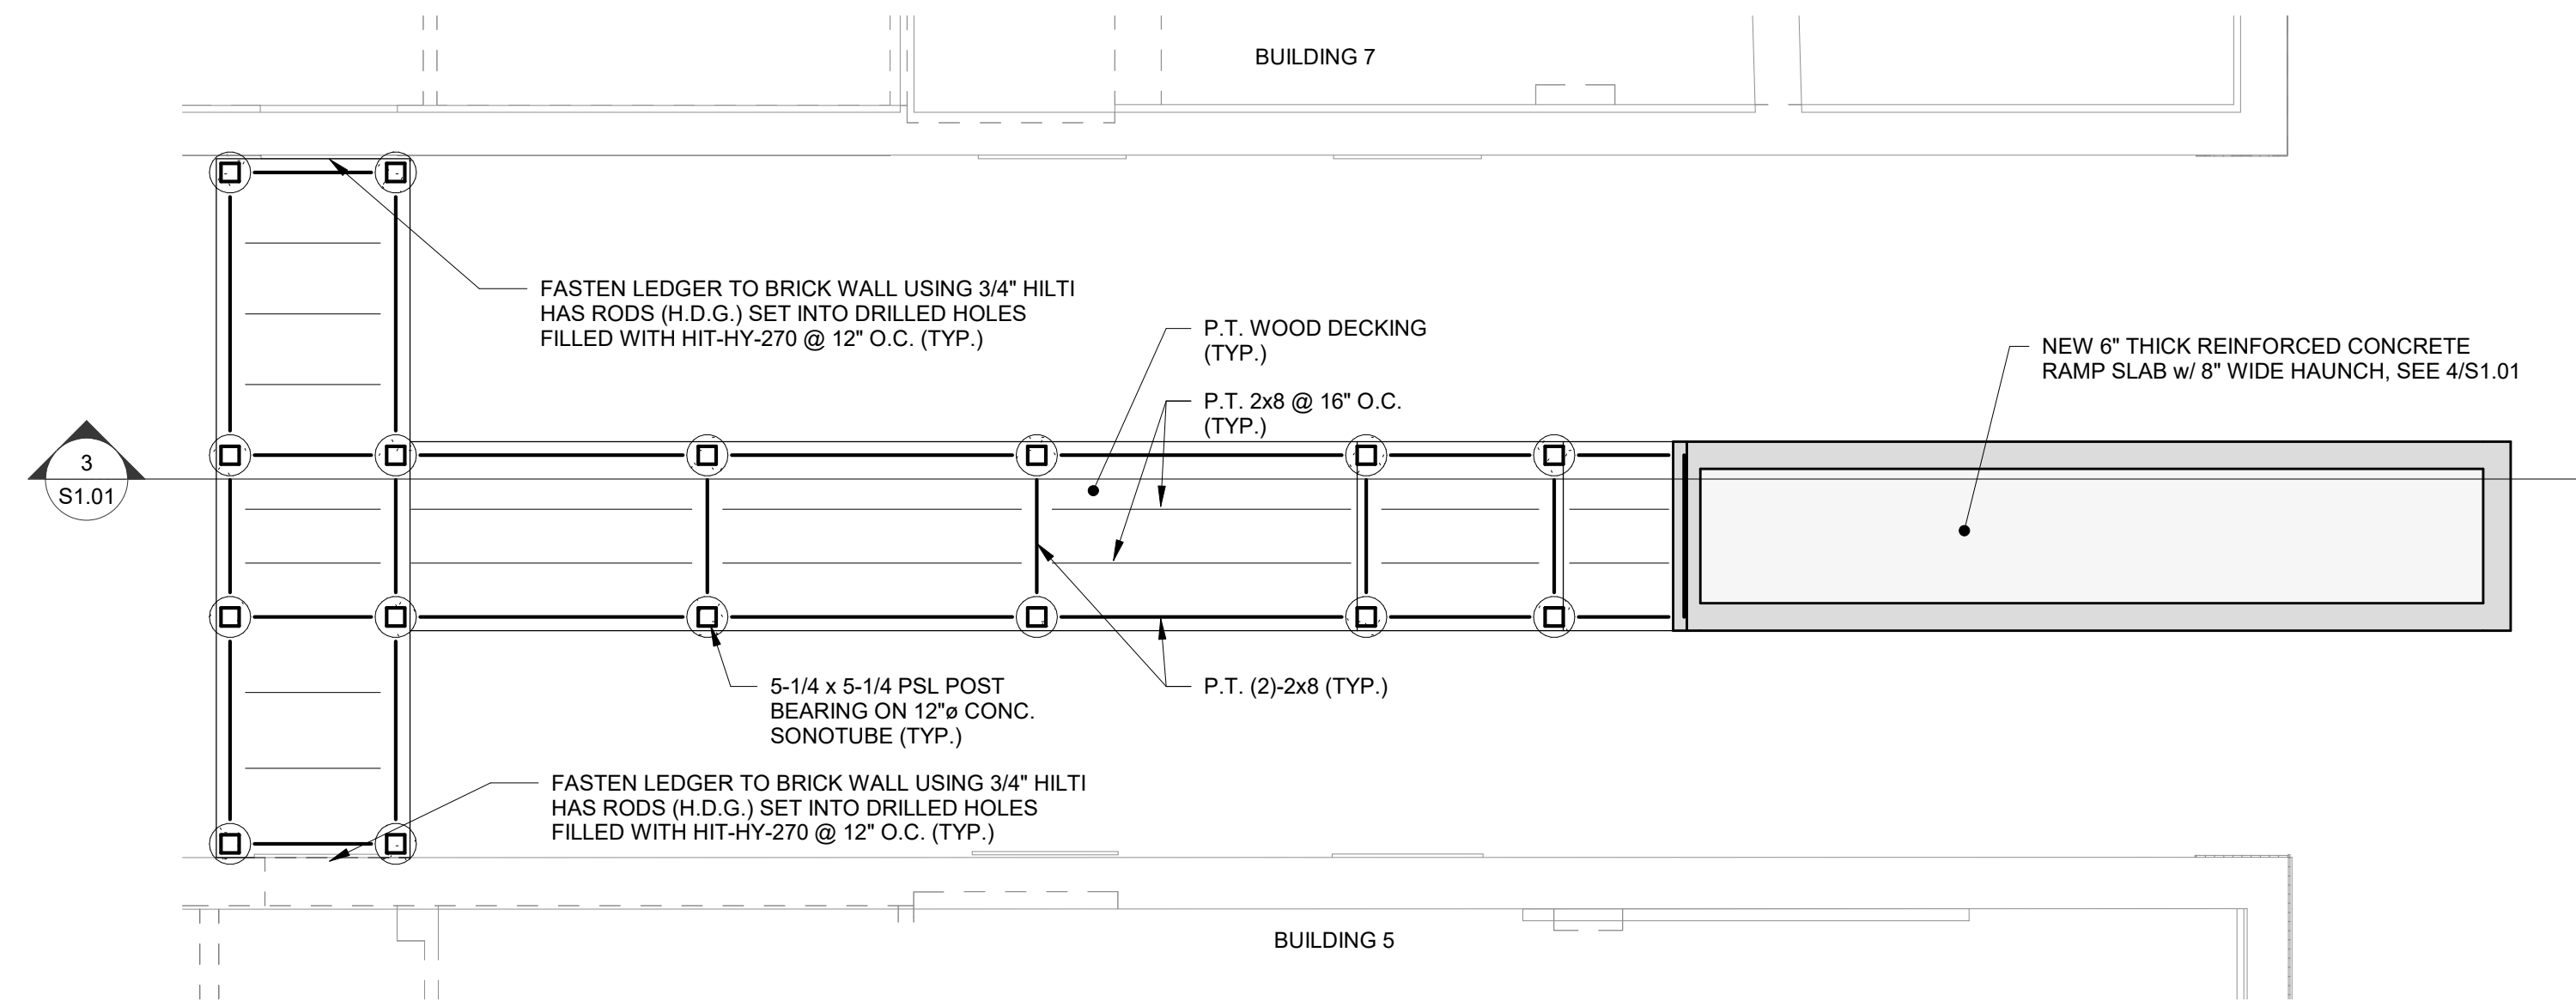 BUILDING 7
FASTEN LEDGER TO BRICK WALL USING 3/4" HILTI
HAS RODS (H.D.G.) SET INTO DRILLED HOLES
FILLED WITH HIT-HY-270 @ 12" O.C. (TYP.)
P.T. WOOD DECKING
(TYP.)
P.T. 2x8 @ 16" O.C.
(TYP.)
NEW 6" THICK REINFORCED CONCRETE
RAMP SLAB w/ 8" WIDE HAUNCH, SEE 4/S1.01
3
S1.01
5-1/4 x 5-1/4 PSL POST
BEARING ON 12"ø CONC.
SONOTUBE (TYP.)
P.T. (2)-2x8 (TYP.)
FASTEN LEDGER TO BRICK WALL USING 3/4" HILTI
HAS RODS (H.D.G.) SET INTO DRILLED HOLES
FILLED WITH HIT-HY-270 @ 12" O.C. (TYP.)
BUILDING 5